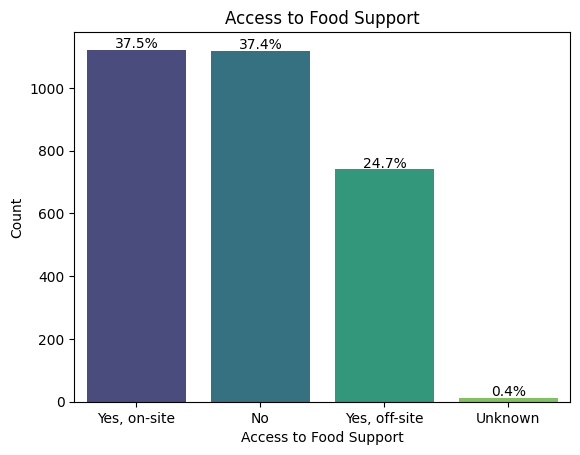 Access to Food Support
37.5%
37.4%
24.7%
0.4%
1000
800
600
400
200
0
Count
Yes, on-site
No
Yes, off-site
Unknown
Access to Food Support